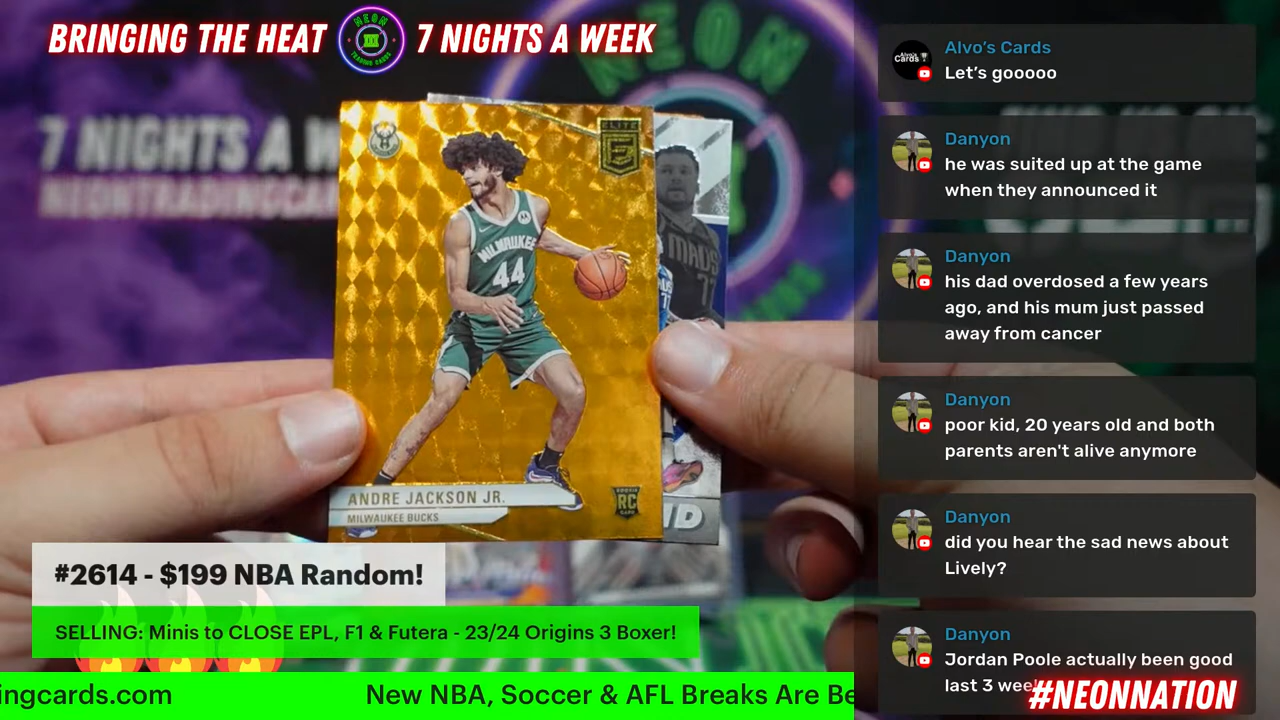 BRINGING THE HEAT
NEON
TRADING CARDS
7 NIGHTS A WEEK
NEON
7 NIGHTS A W
NEONTRADINGCAR
ELITE
MILWAUKEE
44
MAVS
77
ANDRE JACKSON JR.
MILWAUKEE BUCKS
RC
#2614 - $199 NBA Random!
SELLING: Minis to CLOSE EPL, F1 & Futera - 23/24 Origins 3 Boxer!
ingcards.com
New NBA, Soccer & AFL Breaks Are Be
Alvo's Cards
Let's gooooo
Danyon
he was suited up at the game
when they announced it
Danyon
his dad overdosed a few years
ago, and his mum just passed
away from cancer
Danyon
poor kid, 20 years old and both
parents aren't alive anymore
Danyon
did you hear the sad news about
Lively?
Danyon
Jordan Poole actually been good
last 3 wee
#NEONNATION